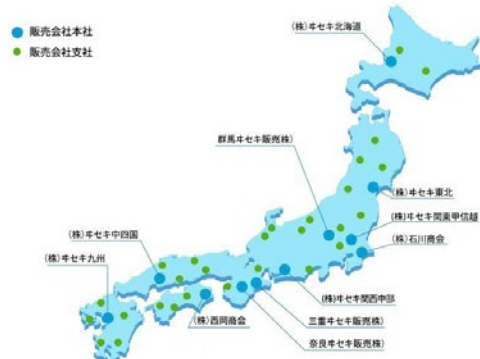 販売会社本社
販売会社支社
(株)ヰセキ北海道
群馬ヰセキ販売株)
(株)ヰセキ東北
(株)ヰセキ関東甲信越
(株)石川商会
(株)ヰセキ中四国
(株)ヰセキ九州
(株)ヰセキ関西中部
(株)西岡商会
三重ヰセキ販売株)
奈良ヰセキ販売株)